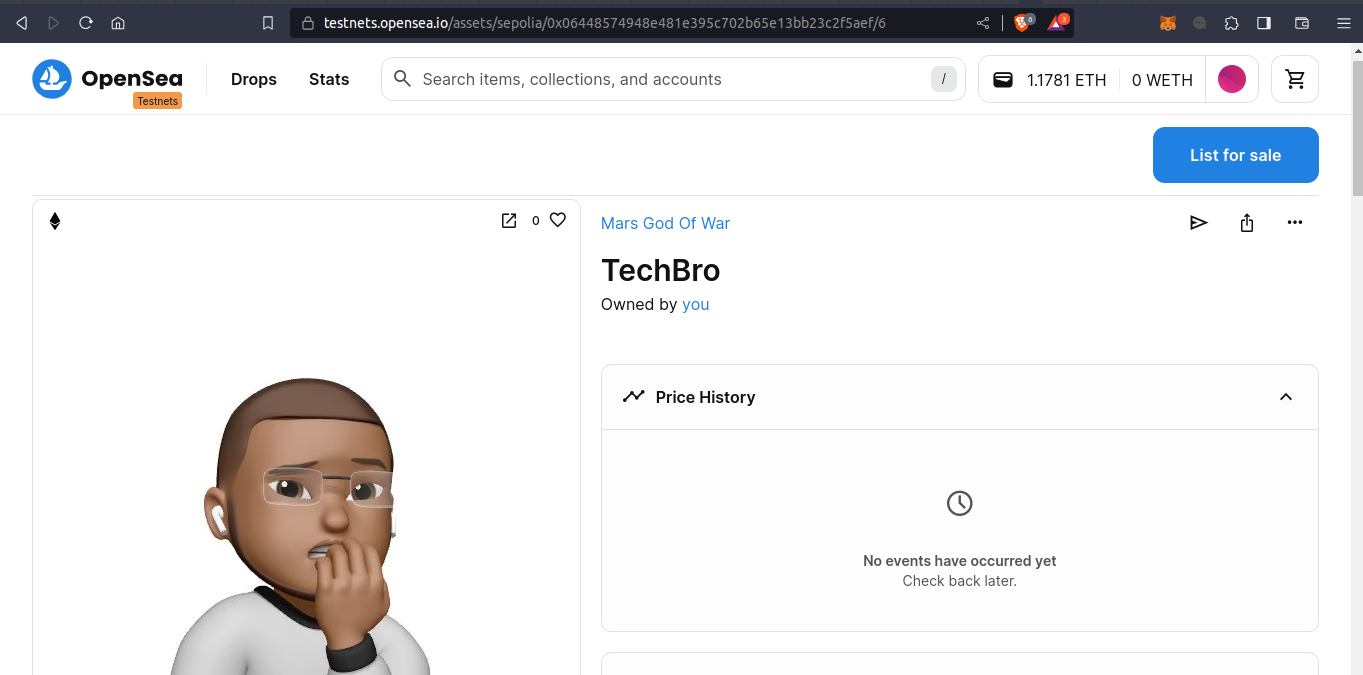 testnets.opensea.io/assets/sepolia/0x06448574948e481e395c702b65e13bb23c2f5aef/6
6
3
OpenSea
Testnets
Drops
Stats
Search items, collections, and accounts
/
1.1781 ETH
0 WETH
List for sale
0
Mars God Of War
TechBro
Owned by you
Price History
No events have occurred yet
Check back later.